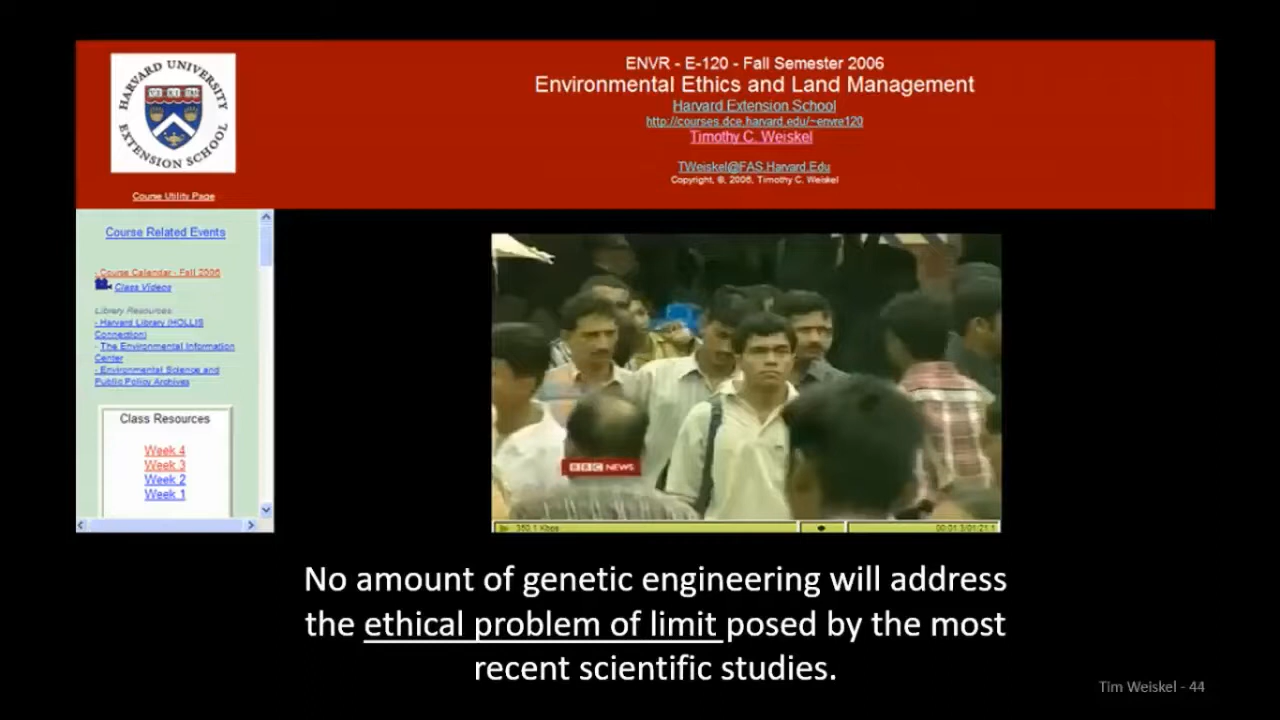 HARVARD UNIVERSITY
EXTENSION SCHOOL
Course Utility Page
ENVR - E-120 - Fall Semester 2006
Environmental Ethics and Land Management
Harvard Extension School
http://courses.dce.harvard.edu/~envre120
Timothy C. Weiskel
TWeiskel@FAS.Harvard.Edu
Copyright, ©, 2006, Timothy C. Weiskel
Course Related Events
- Course Calendar - Fall 2006
Class Videos
Library Resources:
- Harvard Library (HOLLIS
Connection)
- The Environmental Information
Center
- Environmental Science and
Public Policy Archives
Class Resources
Week 4
Week 3
Week 2
Week 1
BBC NEWS
350.1 Kbps
No amount of genetic engineering will address
the ethical problem of limit posed by the most
recent scientific studies.
Tim Weiskel - 44